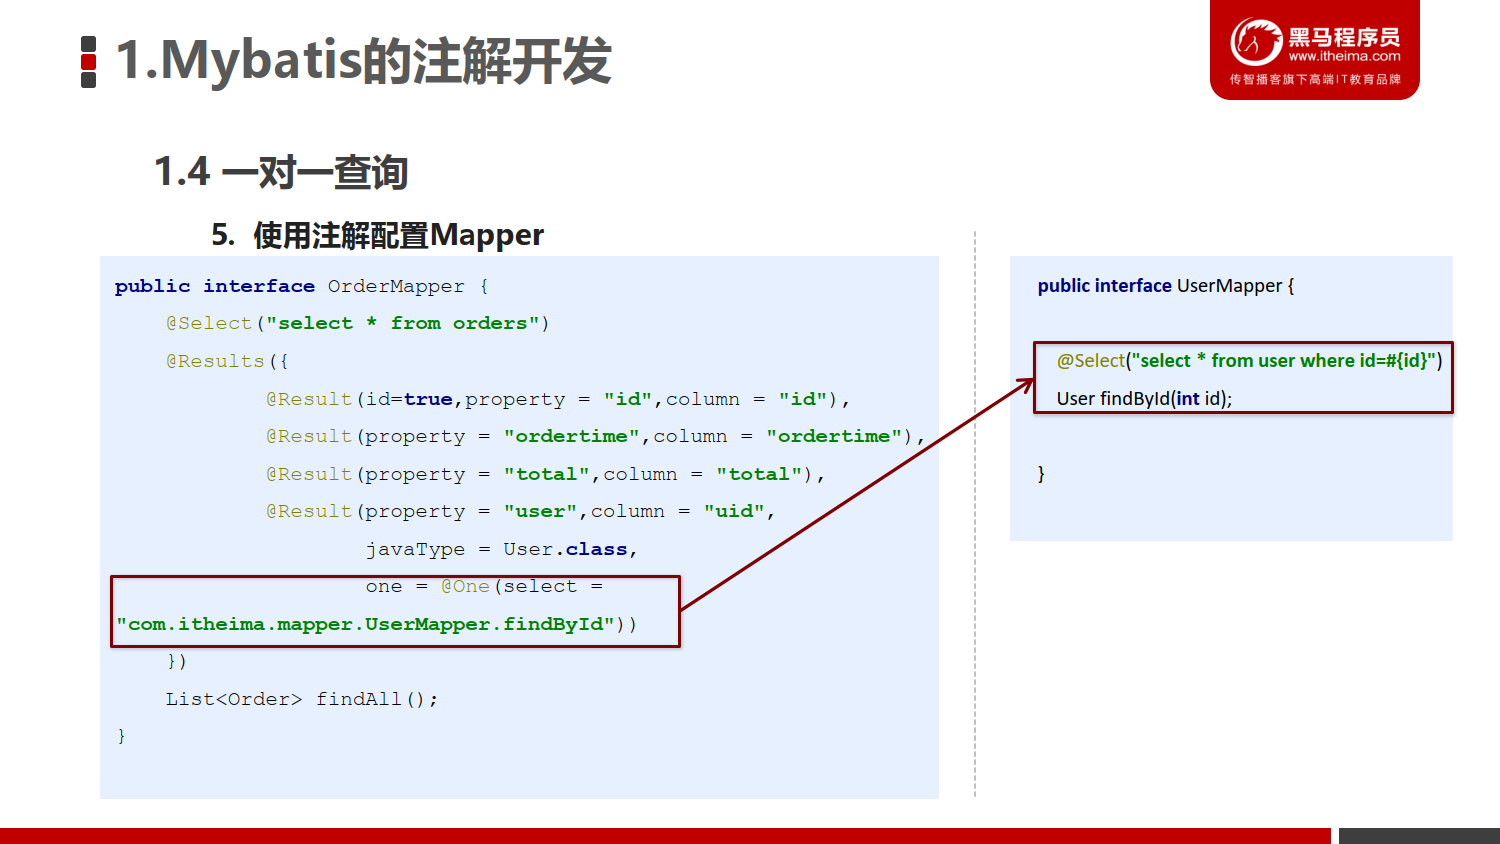 1.Mybatis的注解开发
黑马程序员
www.itheima.com
传智播客旗下高端IT教育品牌
1.4 一对一查询
5. 使用注解配置Mapper
public interface OrderMapper {
@Select("select * from orders")
@Results({
@Result(id=true,property = "id",column = "id"),
@Result(property = "ordertime",column = "ordertime"),
@Result(property = "total",column = "total"),
@Result(property = "user",column = "uid",
javaType = User.class,
one = @One(select =
"com.itheima.mapper.UserMapper.findById"))
})
List<Order> findAll();
}
public interface UserMapper {
@Select("select * from user where id=#{id}")
User findById(int id);
}